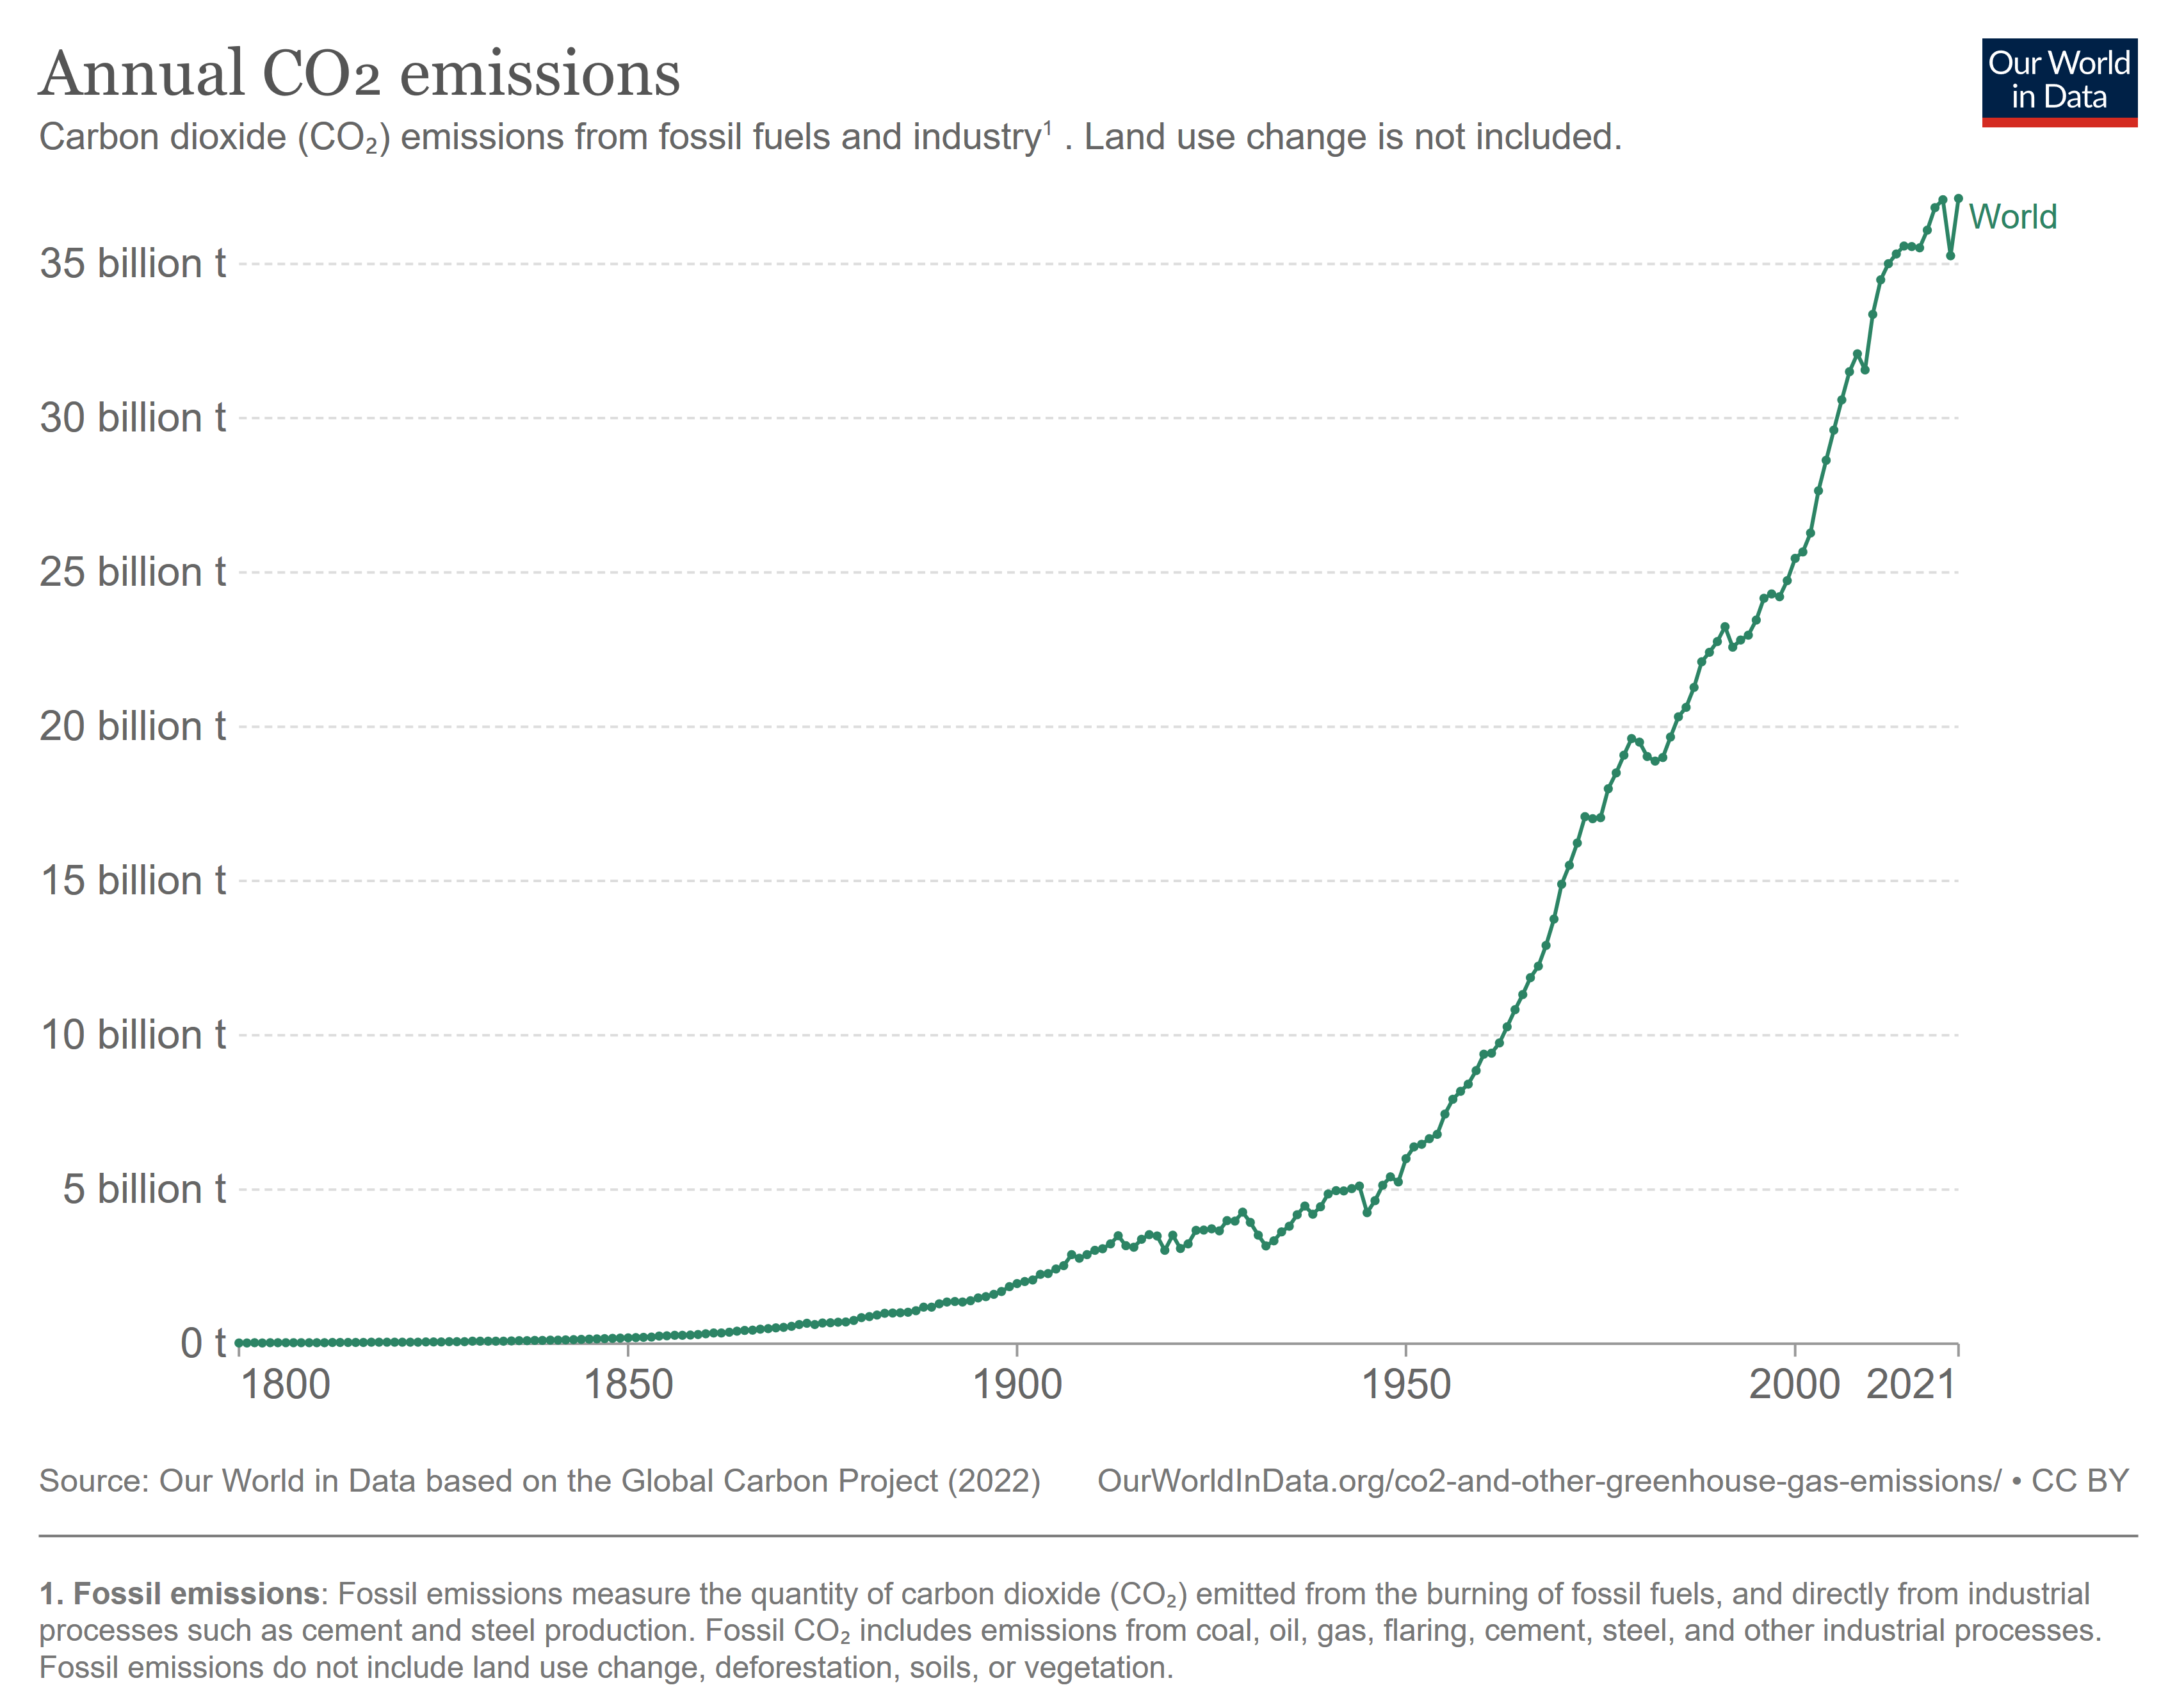 Annual CO2 emissions
Our World
in Data
Carbon dioxide (CO₂) emissions from fossil fuels and industry¹ . Land use change is not included.
World
35 billion t
30 billion t
25 billion t
20 billion t
15 billion t
10 billion t
5 billion t
0 t
1800 1850 1900 1950 2000 2021
Source: Our World in Data based on the Global Carbon Project (2022) OurWorldInData.org/co2-and-other-greenhouse-gas-emissions/ • CC BY
1. Fossil emissions: Fossil emissions measure the quantity of carbon dioxide (CO₂) emitted from the burning of fossil fuels, and directly from industrial
processes such as cement and steel production. Fossil CO₂ includes emissions from coal, oil, gas, flaring, cement, steel, and other industrial processes.
Fossil emissions do not include land use change, deforestation, soils, or vegetation.